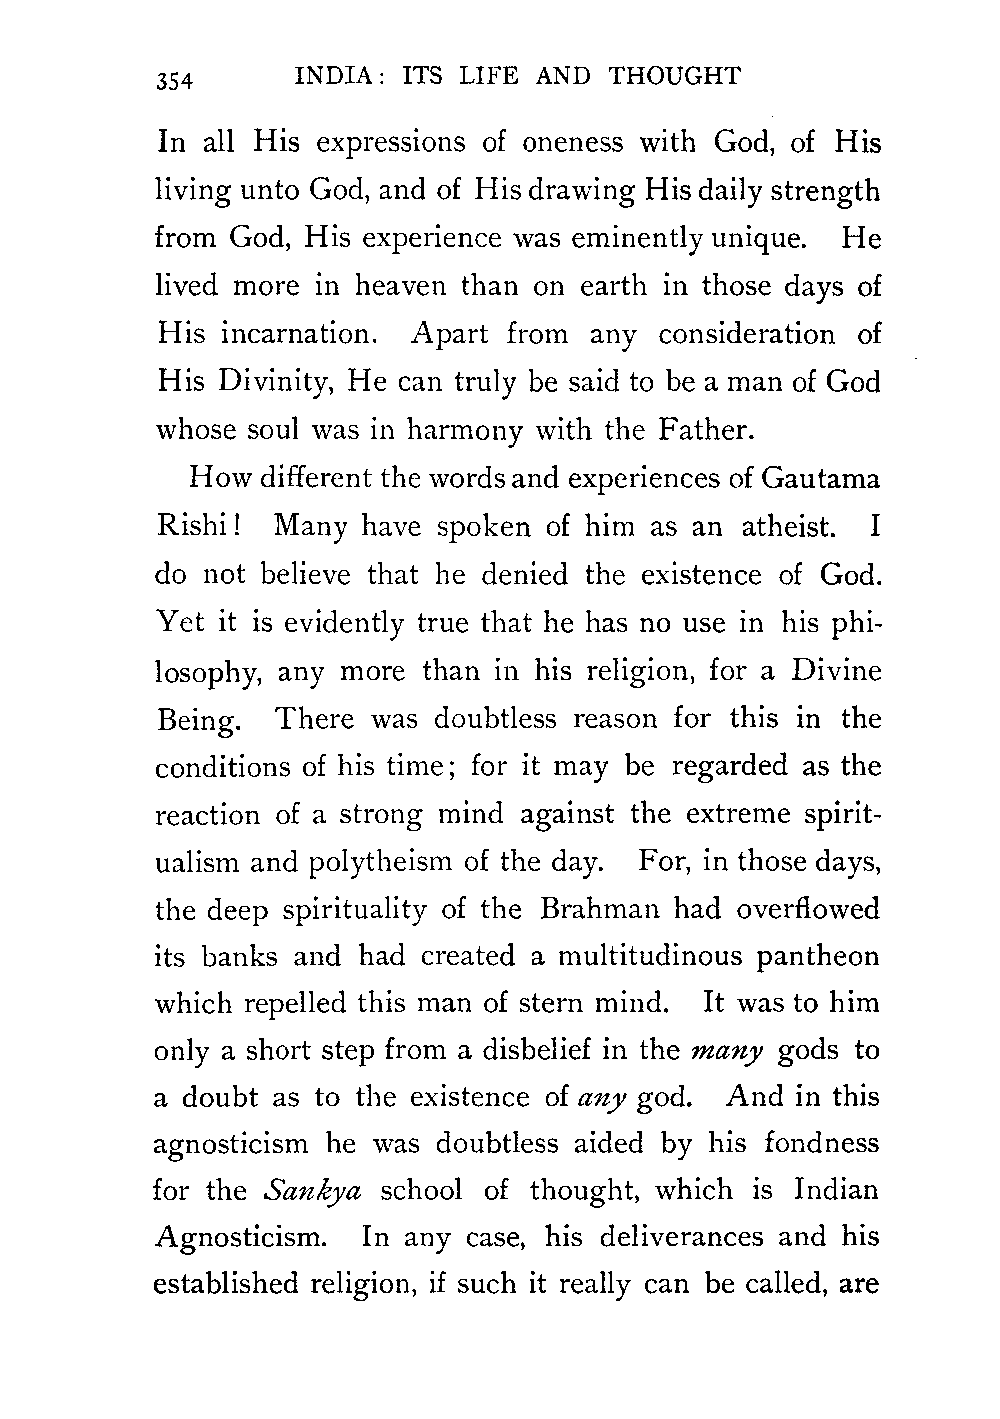 354 INDIA: ITS LIFE AND THOUGHT
In all His expressions of oneness with God, of His
living unto God, and of His drawing His daily strength
from God, His experience was eminently unique. He
lived more in heaven than on earth in those days of
His incarnation. Apart from any consideration of
His Divinity, He can truly be said to be a man of God
whose soul was in harmony with the Father.
How different the words and experiences of Gautama
Rishi! Many have spoken of him as an atheist. I
do not believe that he denied the existence of God.
Yet it is evidently true that he has no use in his phi-
losophy, any more than in his religion, for a Divine
Being. There was doubtless reason for this in the
conditions of his time; for it may be regarded as the
reaction of a strong mind against the extreme spirit-
ualism and polytheism of the day. For, in those days,
the deep spirituality of the Brahman had overflowed
its banks and had created a multitudinous pantheon
which repelled this man of stern mind. It was to him
only a short step from a disbelief in the many gods to
a doubt as to the existence of any god. And in this
agnosticism he was doubtless aided by his fondness
for the Sankya school of thought, which is Indian
Agnosticism. In any case, his deliverances and his
established religion, if such it really can be called, are